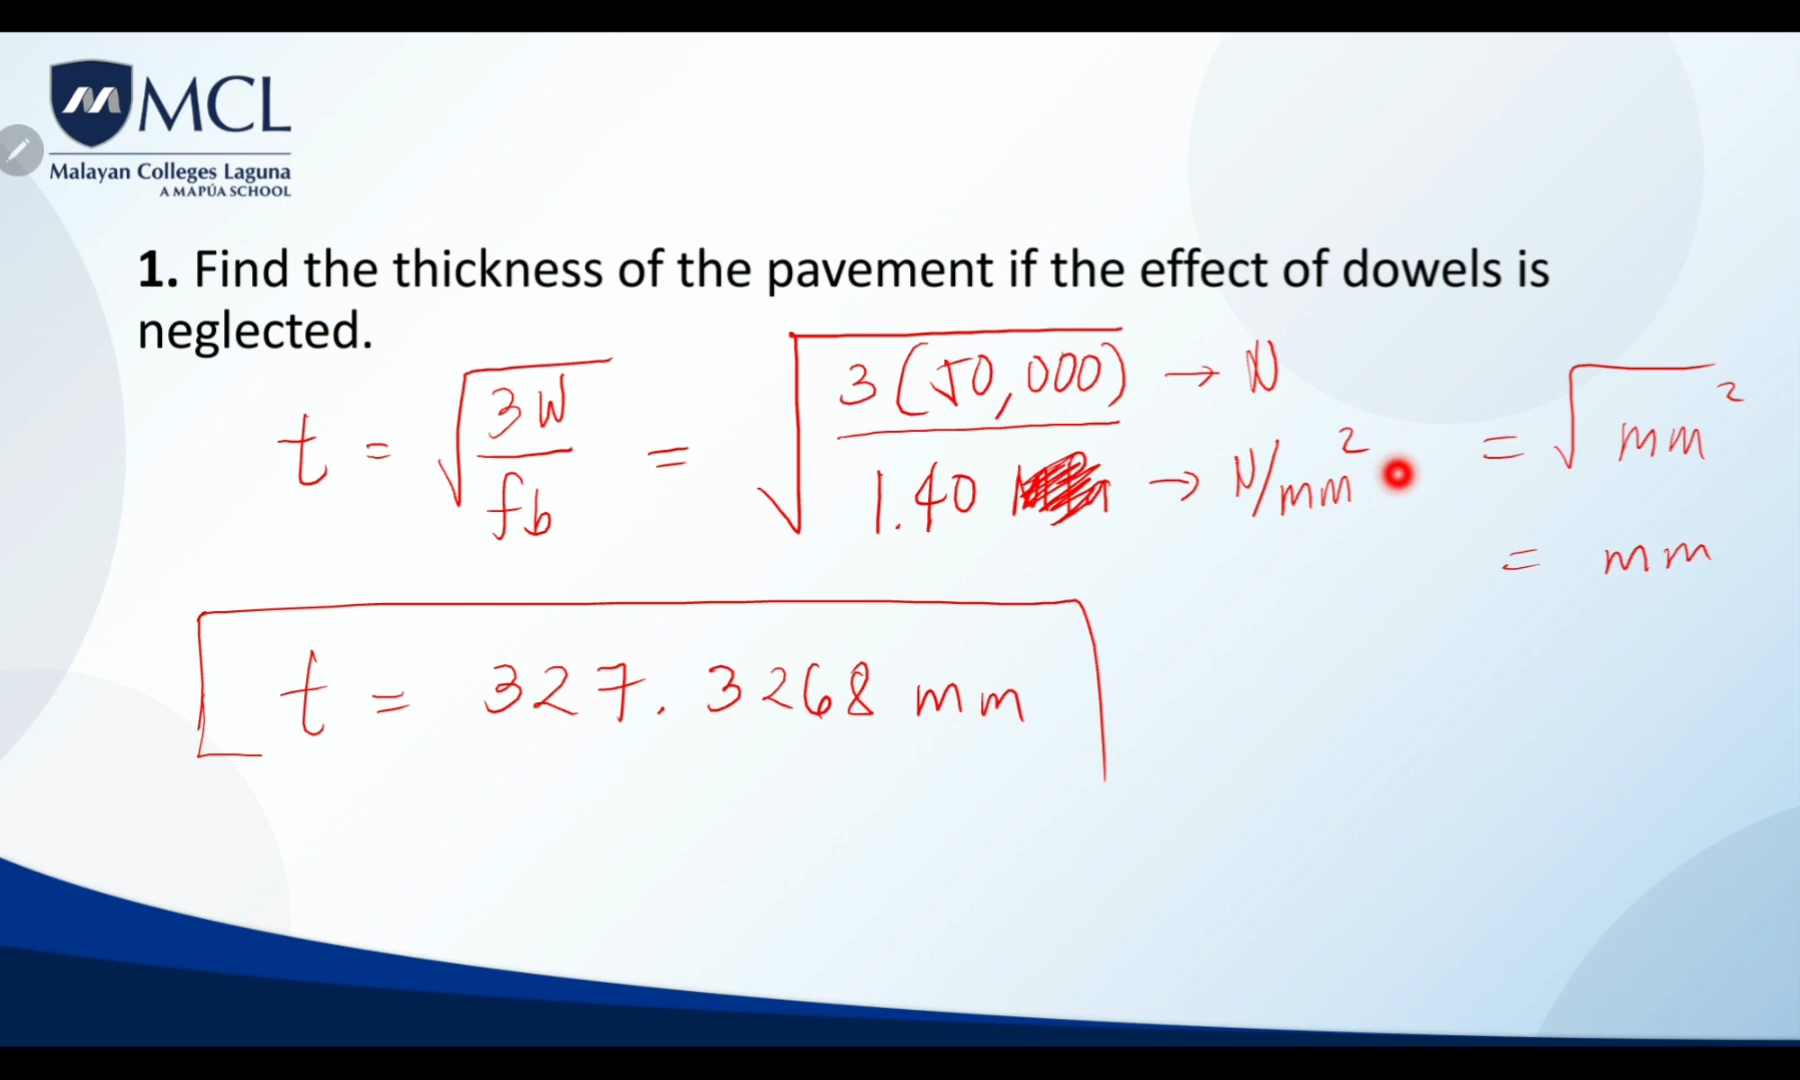 MCL
Malayan Colleges Laguna
A MAPÚA SCHOOL
1. Find the thickness of the pavement if the effect of dowels is
neglected.
t = √(3W/fb) = √(3(50,000)/1.40) → N → N/mm² = √mm²
= mm
t = 327.3268 mm